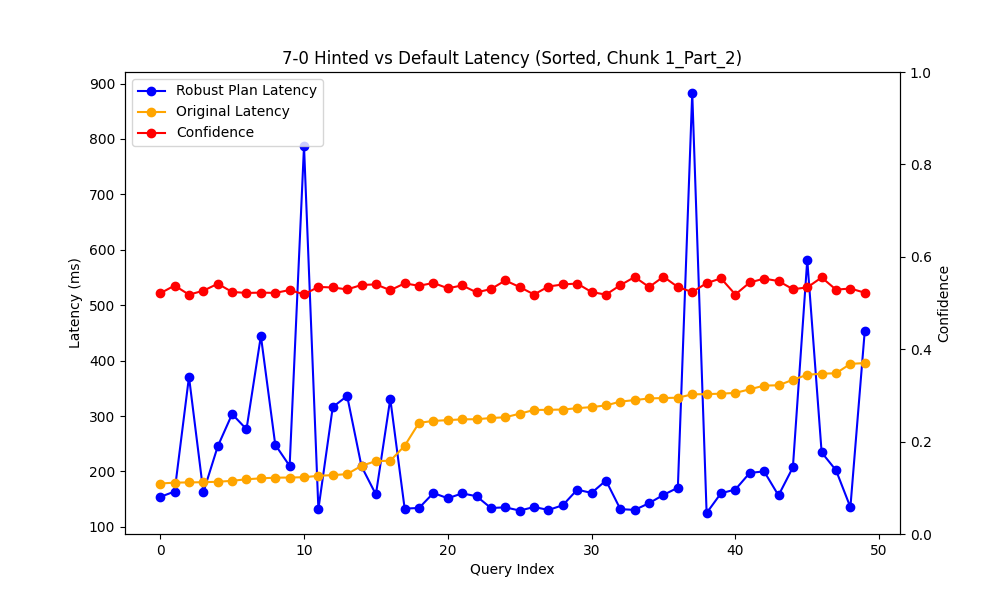 7-0 Hinted vs Default Latency (Sorted, Chunk 1_Part_2)
Robust Plan Latency
Original Latency
Confidence
Latency (ms)
900
800
700
600
500
400
300
200
100
1.0
0.8
0.6
0.4
0.2
0.0
Confidence
0 10 20 30 40 50
Query Index